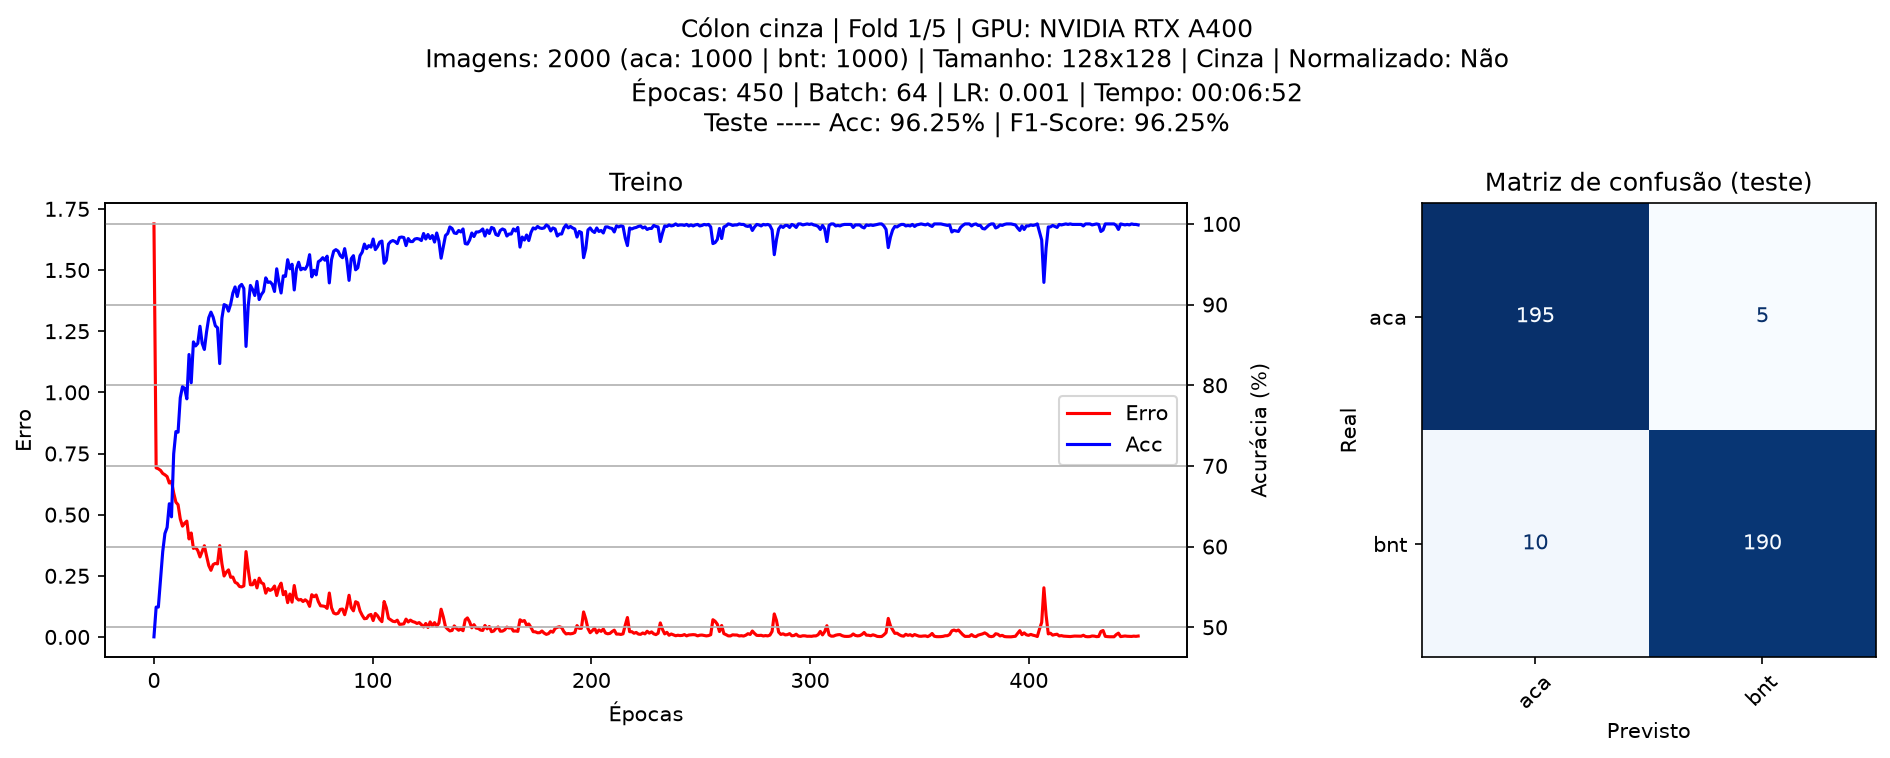 Cólon cinza | Fold 1/5 | GPU: NVIDIA RTX A400
Imagens: 2000 (aca: 1000 | bnt: 1000) | Tamanho: 128x128 | Cinza | Normalizado: Não
Épocas: 450 | Batch: 64 | LR: 0.001 | Tempo: 00:06:52
Teste ----- Acc: 96.25% | F1-Score: 96.25%
Treino
1.75
1.50
1.25
1.00
0.75
0.50
0.25
0.00
Erro
0
100
200
300
400
Épocas
100
90
80
70
60
50
Acurácia (%)
Erro
Acc
Matriz de confusão (teste)
Real
aca
195
5
bnt
10
190
aca
bnt
Previsto